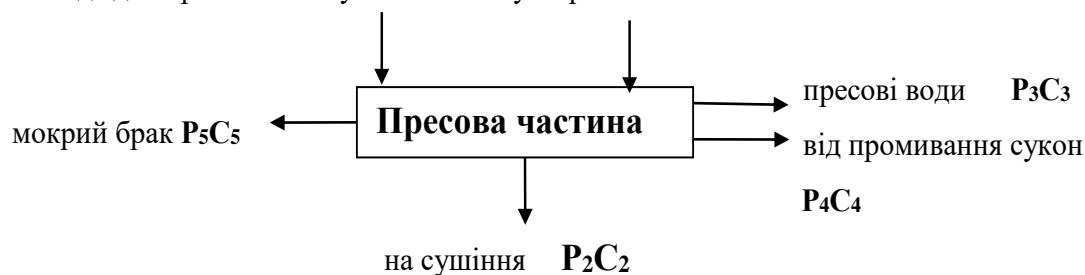 Пресова частина
пресові води P₃C₃
мокрий брак P₅C₅
від промивання сукон
P₄C₄
на сушіння P₂C₂